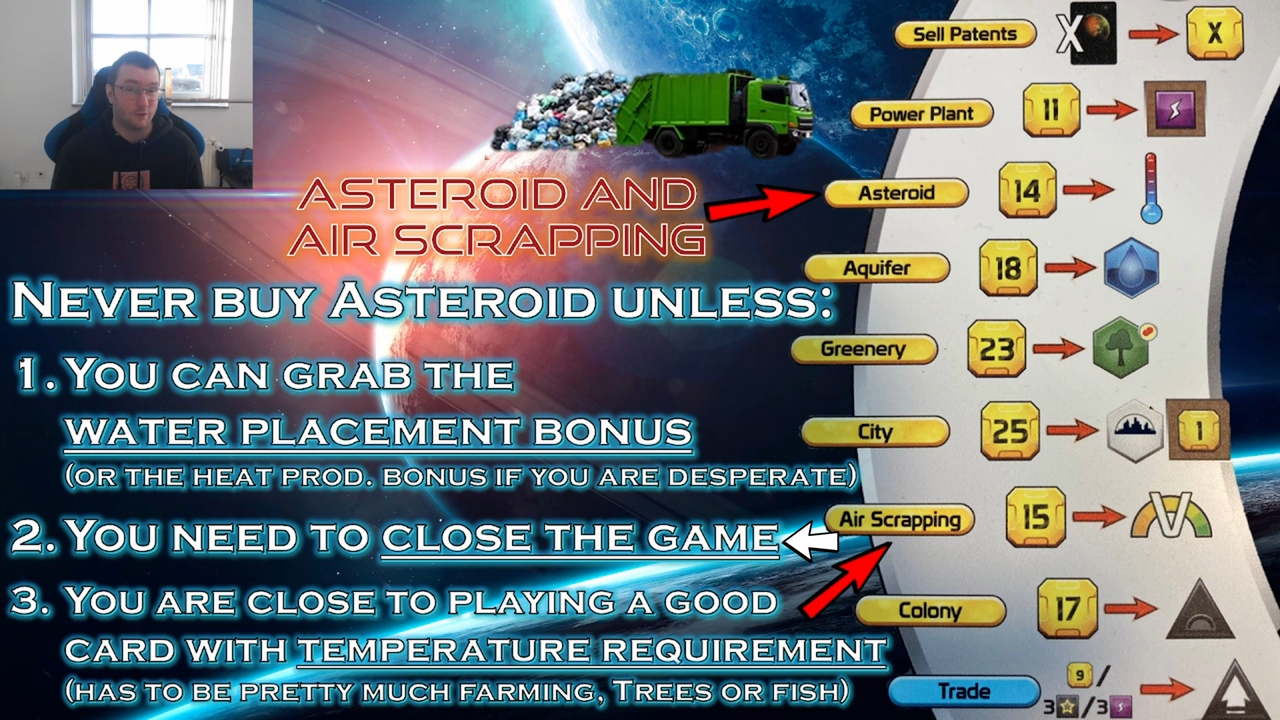 ASTEROID AND
AIR SCRAPPING
NEVER BUY ASTEROID UNLESS:
1. YOU CAN GRAB THE
WATER PLACEMENT BONUS
(OR THE HEAT PROD. BONUS IF YOU ARE DESPERATE)
2. YOU NEED TO CLOSE THE GAME
3. YOU ARE CLOSE TO PLAYING A GOOD
CARD WITH TEMPERATURE REQUIREMENT
(HAS TO BE PRETTY MUCH FARMING, TREES OR FISH)
Sell Patents X X
Power Plant 11
Asteroid 14
Aquifer 18
Greenery 23
City 25 1
Air Scrapping 15 V
Colony 17
Trade 9 / 3 / 3